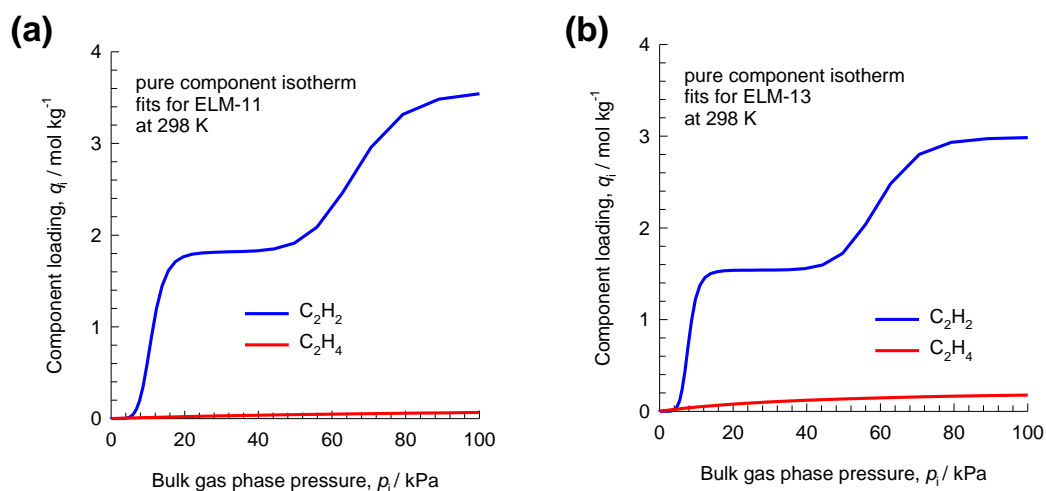 (a)
pure component isotherm
fits for ELM-11
at 298 K
Component loading, qᵢ / mol kg⁻¹
4
3
2
1
0
C₂H₂
C₂H₄
0 20 40 60 80 100
Bulk gas phase pressure, pᵢ / kPa
(b)
pure component isotherm
fits for ELM-13
at 298 K
Component loading, qᵢ / mol kg⁻¹
4
3
2
1
0
C₂H₂
C₂H₄
0 20 40 60 80 100
Bulk gas phase pressure, pᵢ / kPa